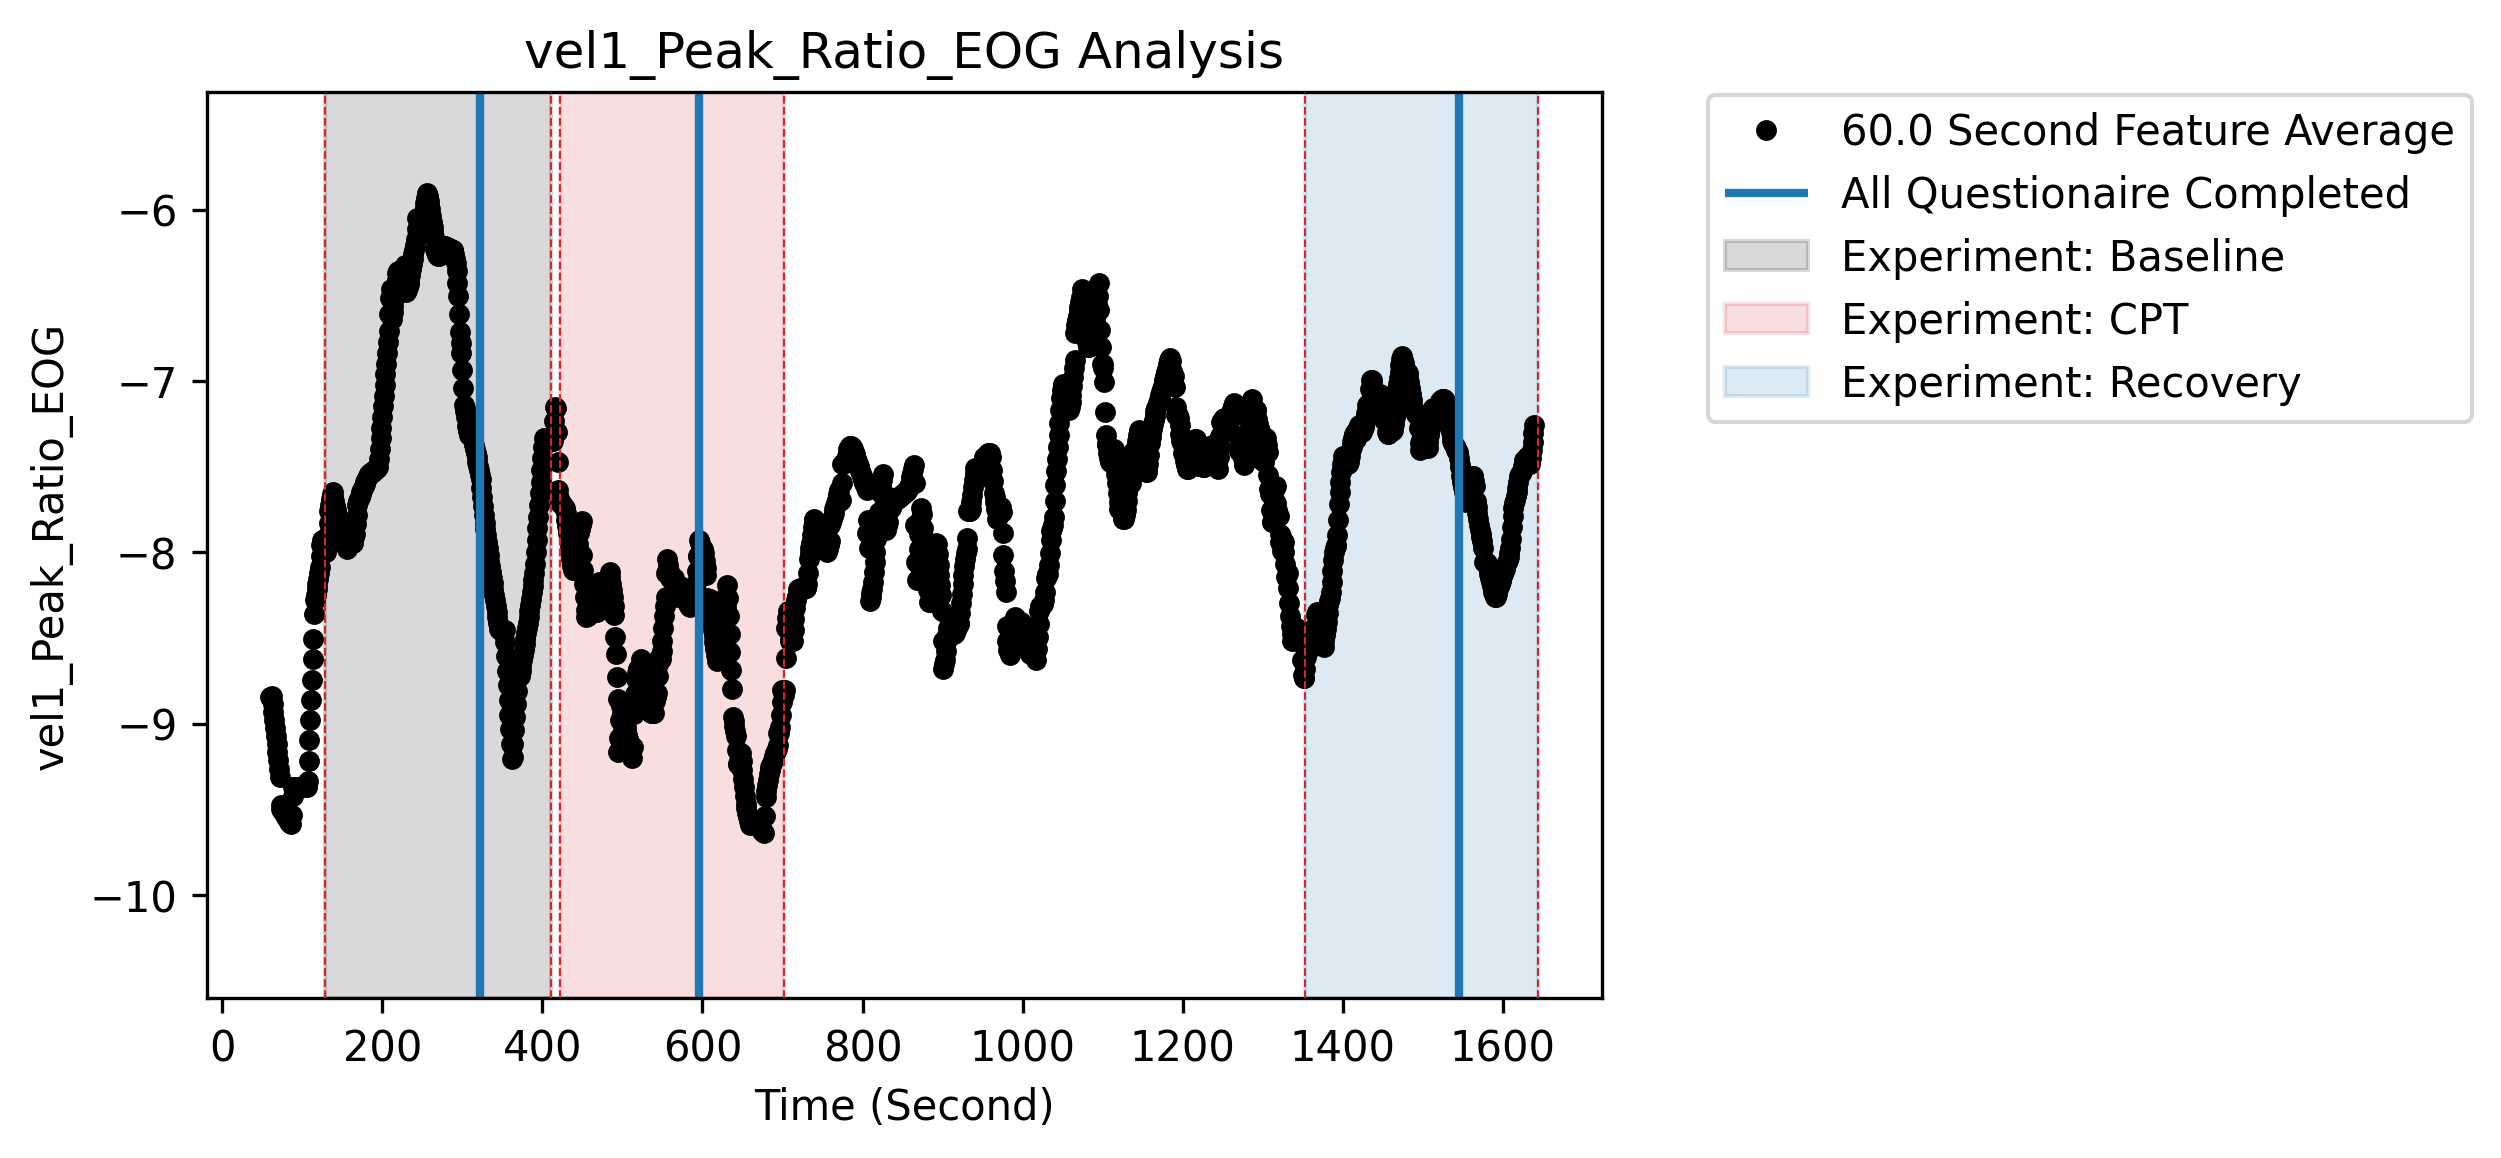 vel1_Peak_Ratio_EOG Analysis
60.0 Second Feature Average
All Questionaire Completed
Experiment: Baseline
Experiment: CPT
Experiment: Recovery
vel1_Peak_Ratio_EOG
−6
−7
−8
−9
−10
0 200 400 600 800 1000 1200 1400 1600
Time (Second)